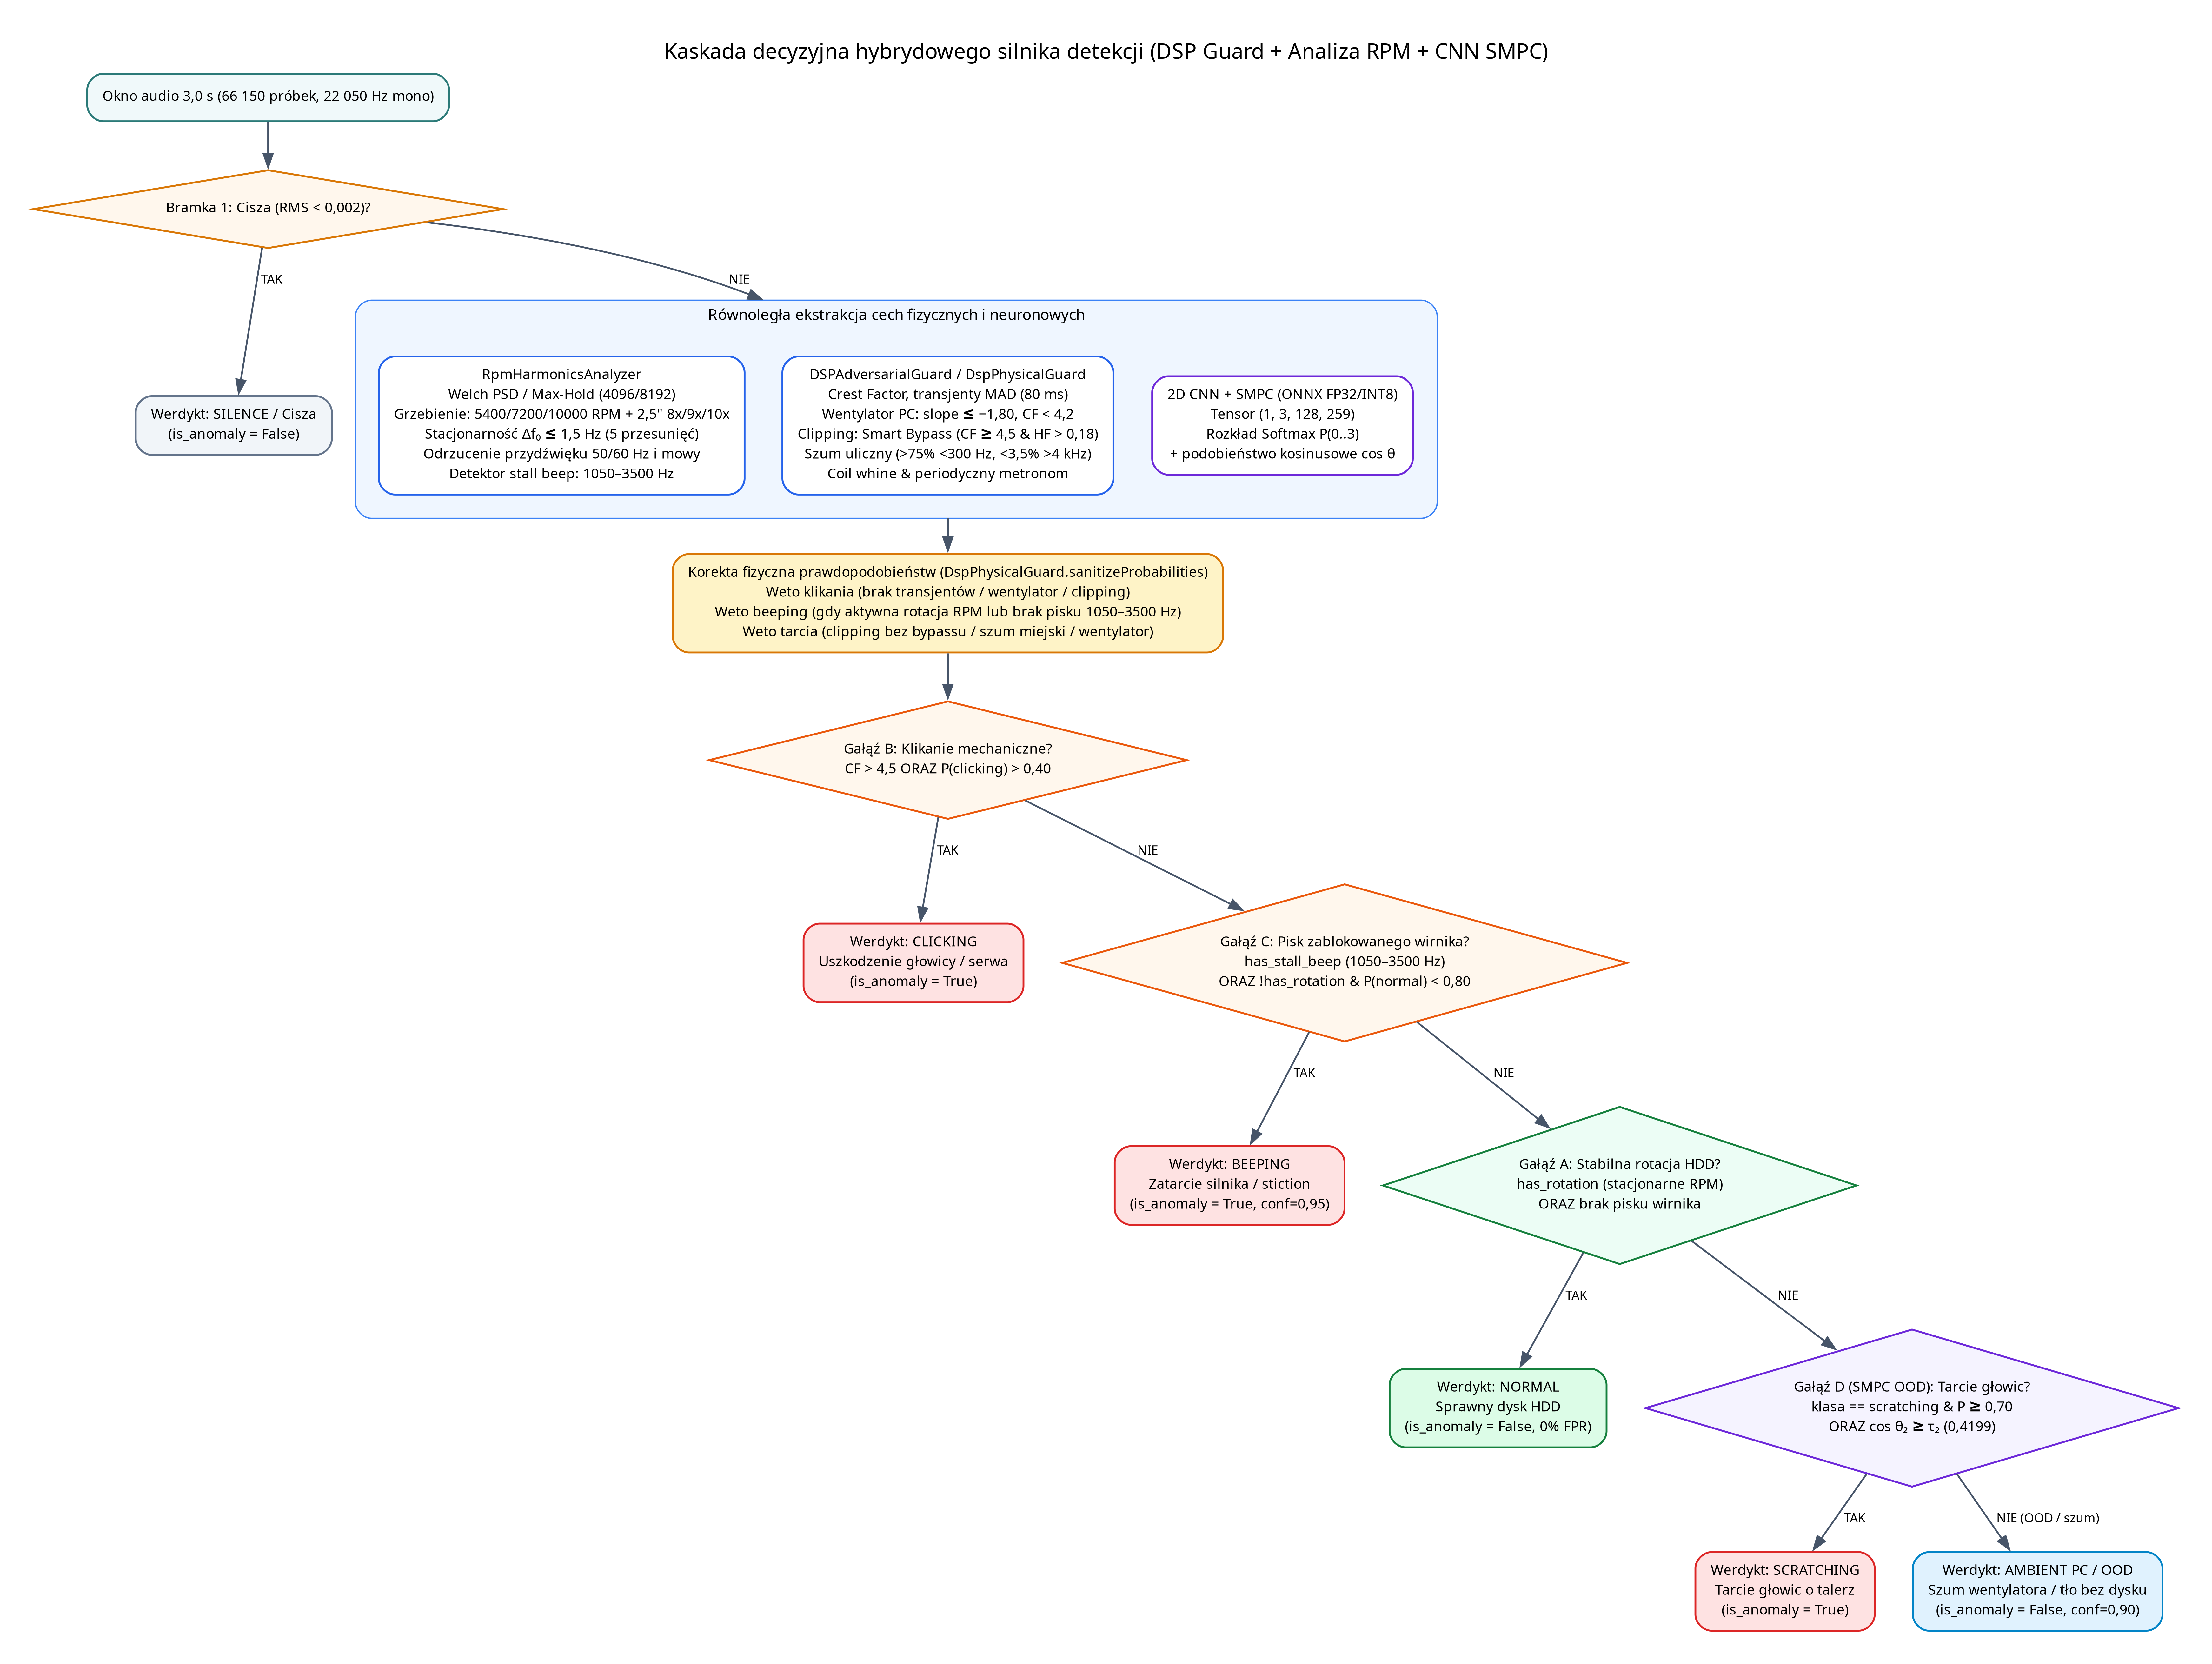 Kaskada decyzyjna hybrydowego silnika detekcji (DSP Guard + Analiza RPM + CNN SMPC)
Okno audio 3,0 s (66 150 próbek, 22 050 Hz mono)
Bramka 1: Cisza (RMS < 0,002)?
TAK
NIE
Werdykt: SILENCE / Cisza
(is_anomaly = False)
Równoległa ekstrakcja cech fizycznych i neuronowych
RpmHarmonicsAnalyzer
Welch PSD / Max-Hold (4096/8192)
Grzebienie: 5400/7200/10000 RPM + 2,5" 8x/9x/10x
Stacjonarność Δf₀ ≤ 1,5 Hz (5 przesunięć)
Odrzucenie przydźwięku 50/60 Hz i mowy
Detektor stall beep: 1050–3500 Hz
DSPAdversarialGuard / DspPhysicalGuard
Crest Factor, transjenty MAD (80 ms)
Wentylator PC: slope ≤ −1,80, CF < 4,2
Clipping: Smart Bypass (CF ≥ 4,5 & HF > 0,18)
Szum uliczny (>75% <300 Hz, <3,5% >4 kHz)
Coil whine & periodyczny metronom
2D CNN + SMPC (ONNX FP32/INT8)
Tensor (1, 3, 128, 259)
Rozkład Softmax P(0..3)
+ podobieństwo kosinusowe cos θ
Korekta fizyczna prawdopodobieństw (DspPhysicalGuard.sanitizeProbabilities)
Weto klikania (brak transjentów / wentylator / clipping)
Weto beeping (gdy aktywna rotacja RPM lub brak pisku 1050–3500 Hz)
Weto tarcia (clipping bez bypassu / szum miejski / wentylator)
Gałąź B: Klikanie mechaniczne?
CF > 4,5 ORAZ P(clicking) > 0,40
TAK
NIE
Werdykt: CLICKING
Uszkodzenie głowicy / serwa
(is_anomaly = True)
Gałąź C: Pisk zablokowanego wirnika?
has_stall_beep (1050–3500 Hz)
ORAZ !has_rotation & P(normal) < 0,80
TAK
NIE
Werdykt: BEEPING
Zatarcie silnika / stiction
(is_anomaly = True, conf=0,95)
Gałąź A: Stabilna rotacja HDD?
has_rotation (stacjonarne RPM)
ORAZ brak pisku wirnika
TAK
NIE
Werdykt: NORMAL
Sprawny dysk HDD
(is_anomaly = False, 0% FPR)
Gałąź D (SMPC OOD): Tarcie głowic?
klasa == scratching & P ≥ 0,70
ORAZ cos θ₂ ≥ τ₂ (0,4199)
TAK
NIE (OOD / szum)
Werdykt: SCRATCHING
Tarcie głowic o talerz
(is_anomaly = True)
Werdykt: AMBIENT PC / OOD
Szum wentylatora / tło bez dysku
(is_anomaly = False, conf=0,90)